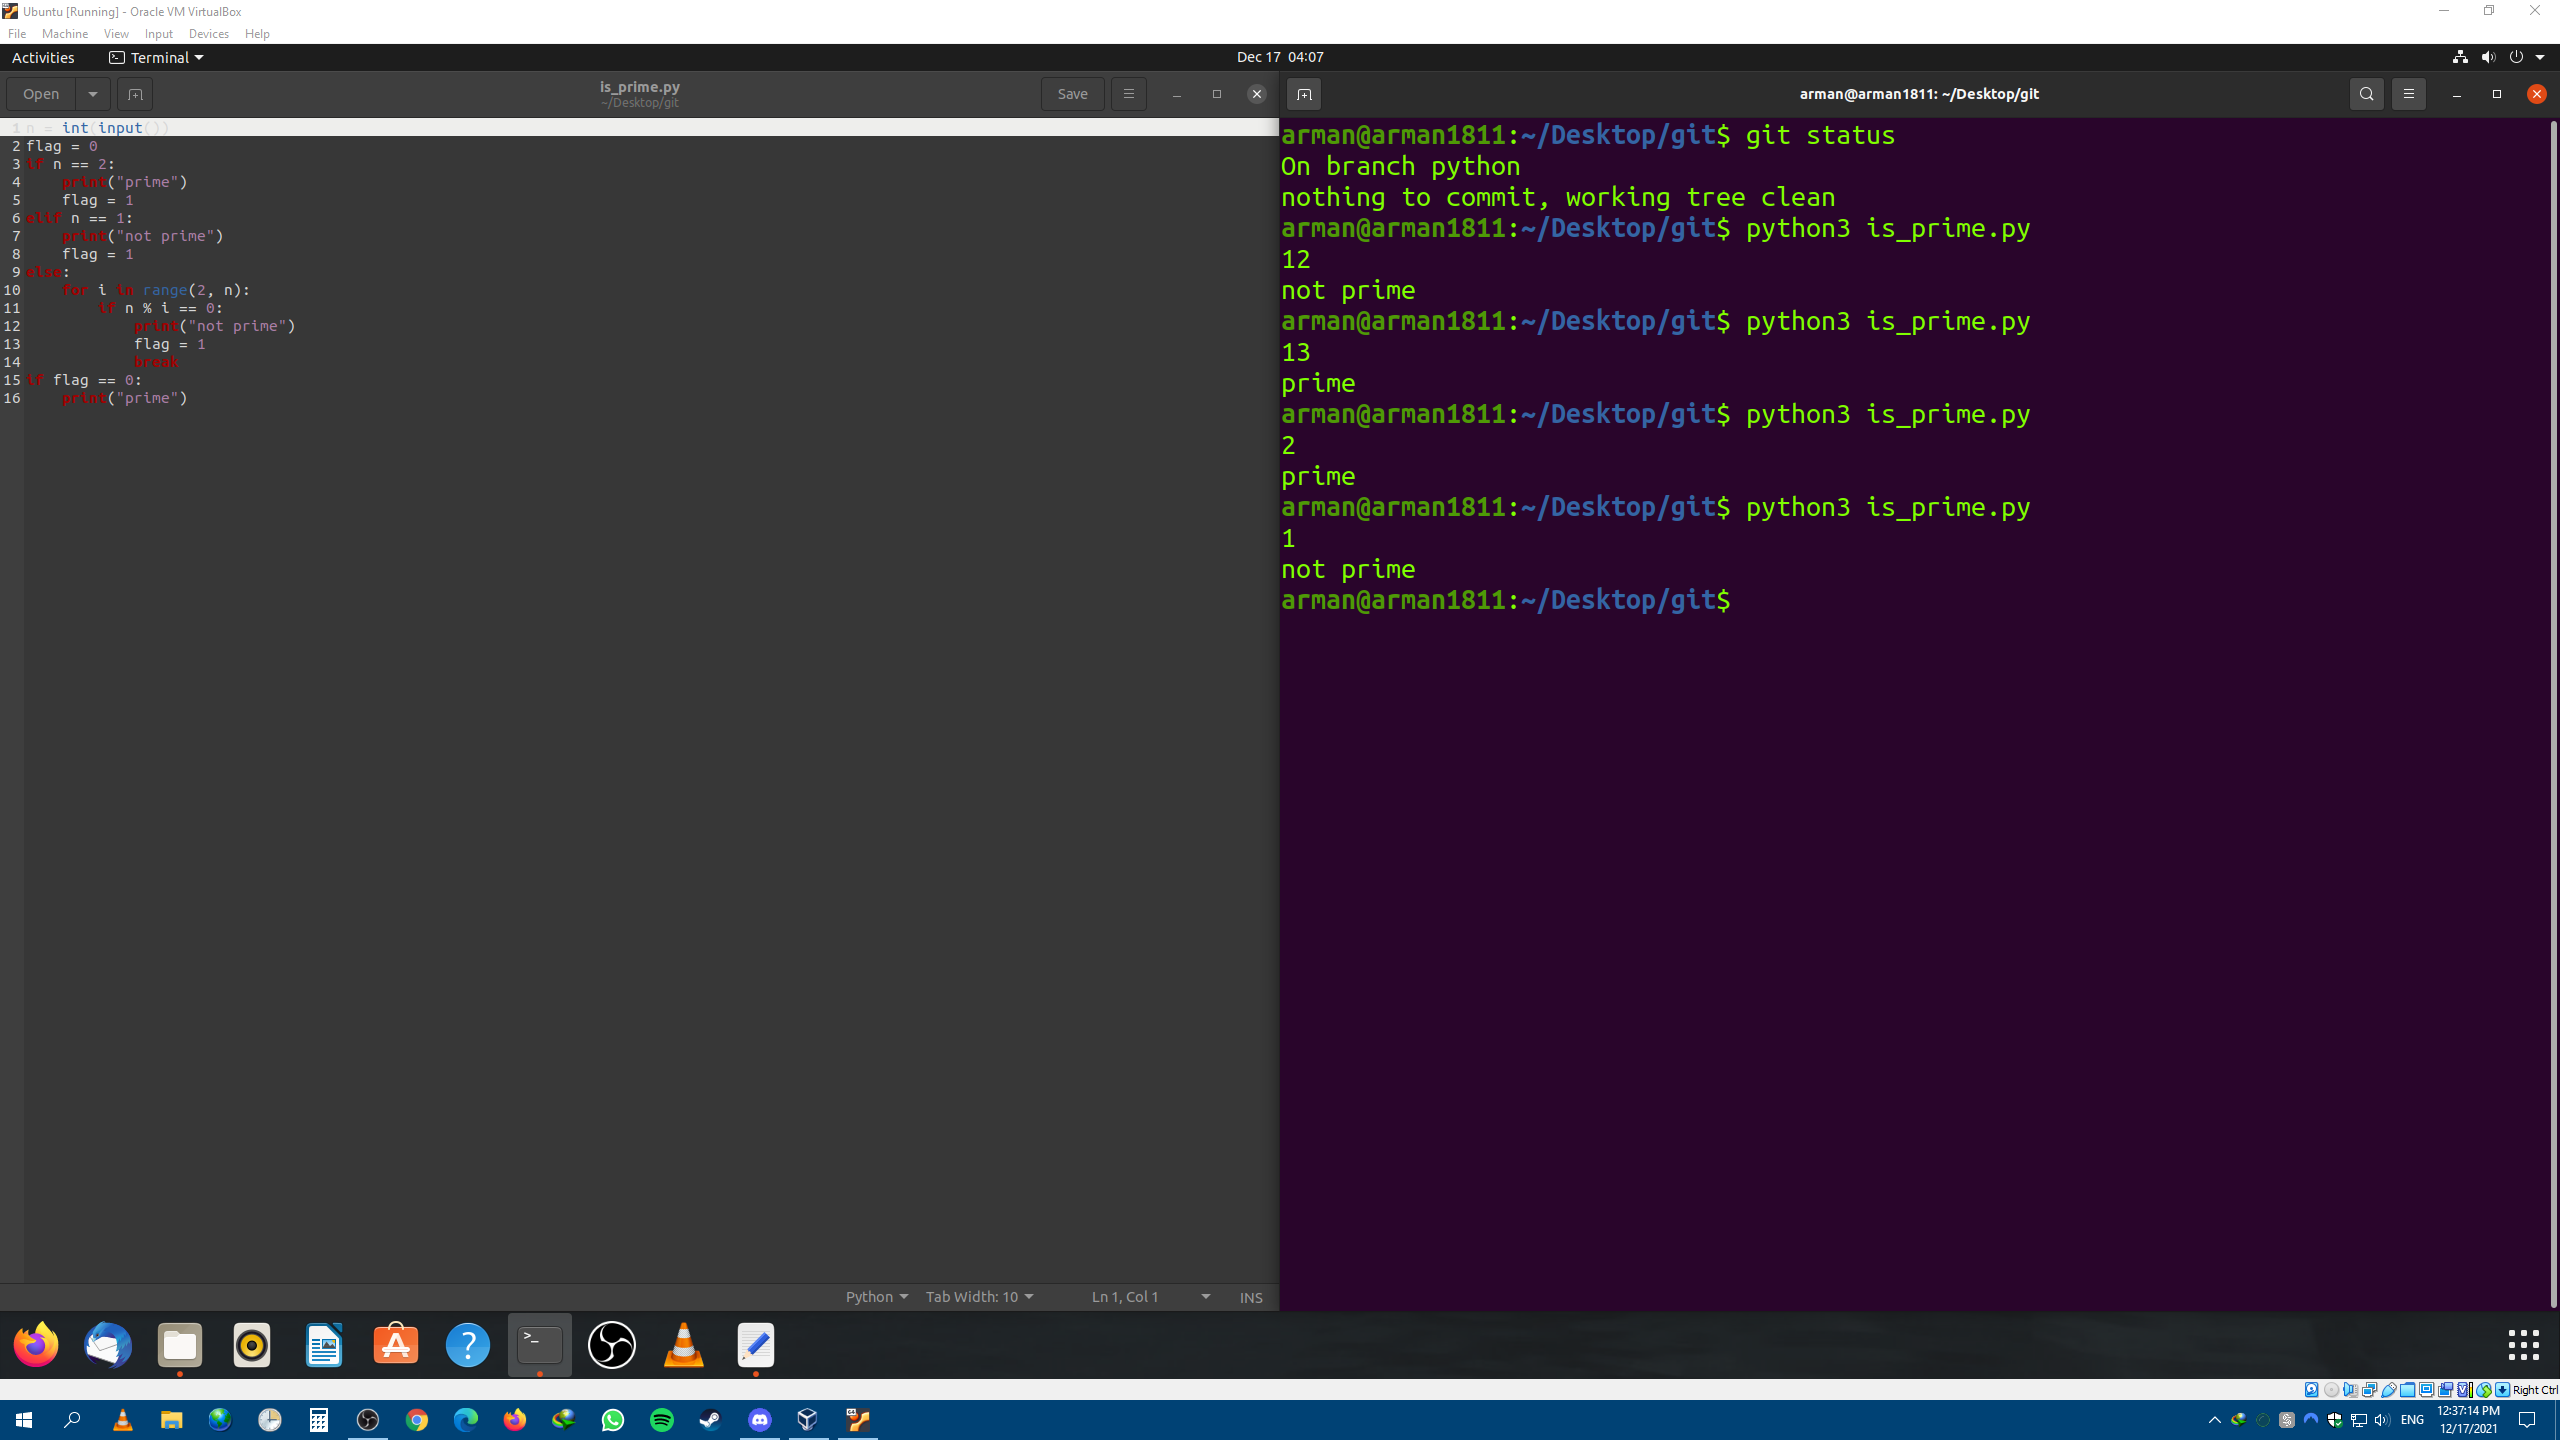 Ubuntu [Running] - Oracle VM VirtualBox
File Machine View Input Devices Help
Activities Terminal Dec 17 04:07
Open is_prime.py Save
~/Desktop/git
1 n = int(input())
2 flag = 0
3 if n == 2:
4     print("prime")
5     flag = 1
6 elif n == 1:
7     print("not prime")
8     flag = 1
9 else:
10     for i in range(2, n):
11         if n % i == 0:
12             print("not prime")
13             flag = 1
14             break
15 if flag == 0:
16     print("prime")
Python Tab Width: 10 Ln 1, Col 1 INS
arman@arman1811: ~/Desktop/git
arman@arman1811:~/Desktop/git$ git status
On branch python
nothing to commit, working tree clean
arman@arman1811:~/Desktop/git$ python3 is_prime.py
12
not prime
arman@arman1811:~/Desktop/git$ python3 is_prime.py
13
prime
arman@arman1811:~/Desktop/git$ python3 is_prime.py
2
prime
arman@arman1811:~/Desktop/git$ python3 is_prime.py
1
not prime
arman@arman1811:~/Desktop/git$
Right Ctrl
ENG
12:37:14 PM
12/17/2021